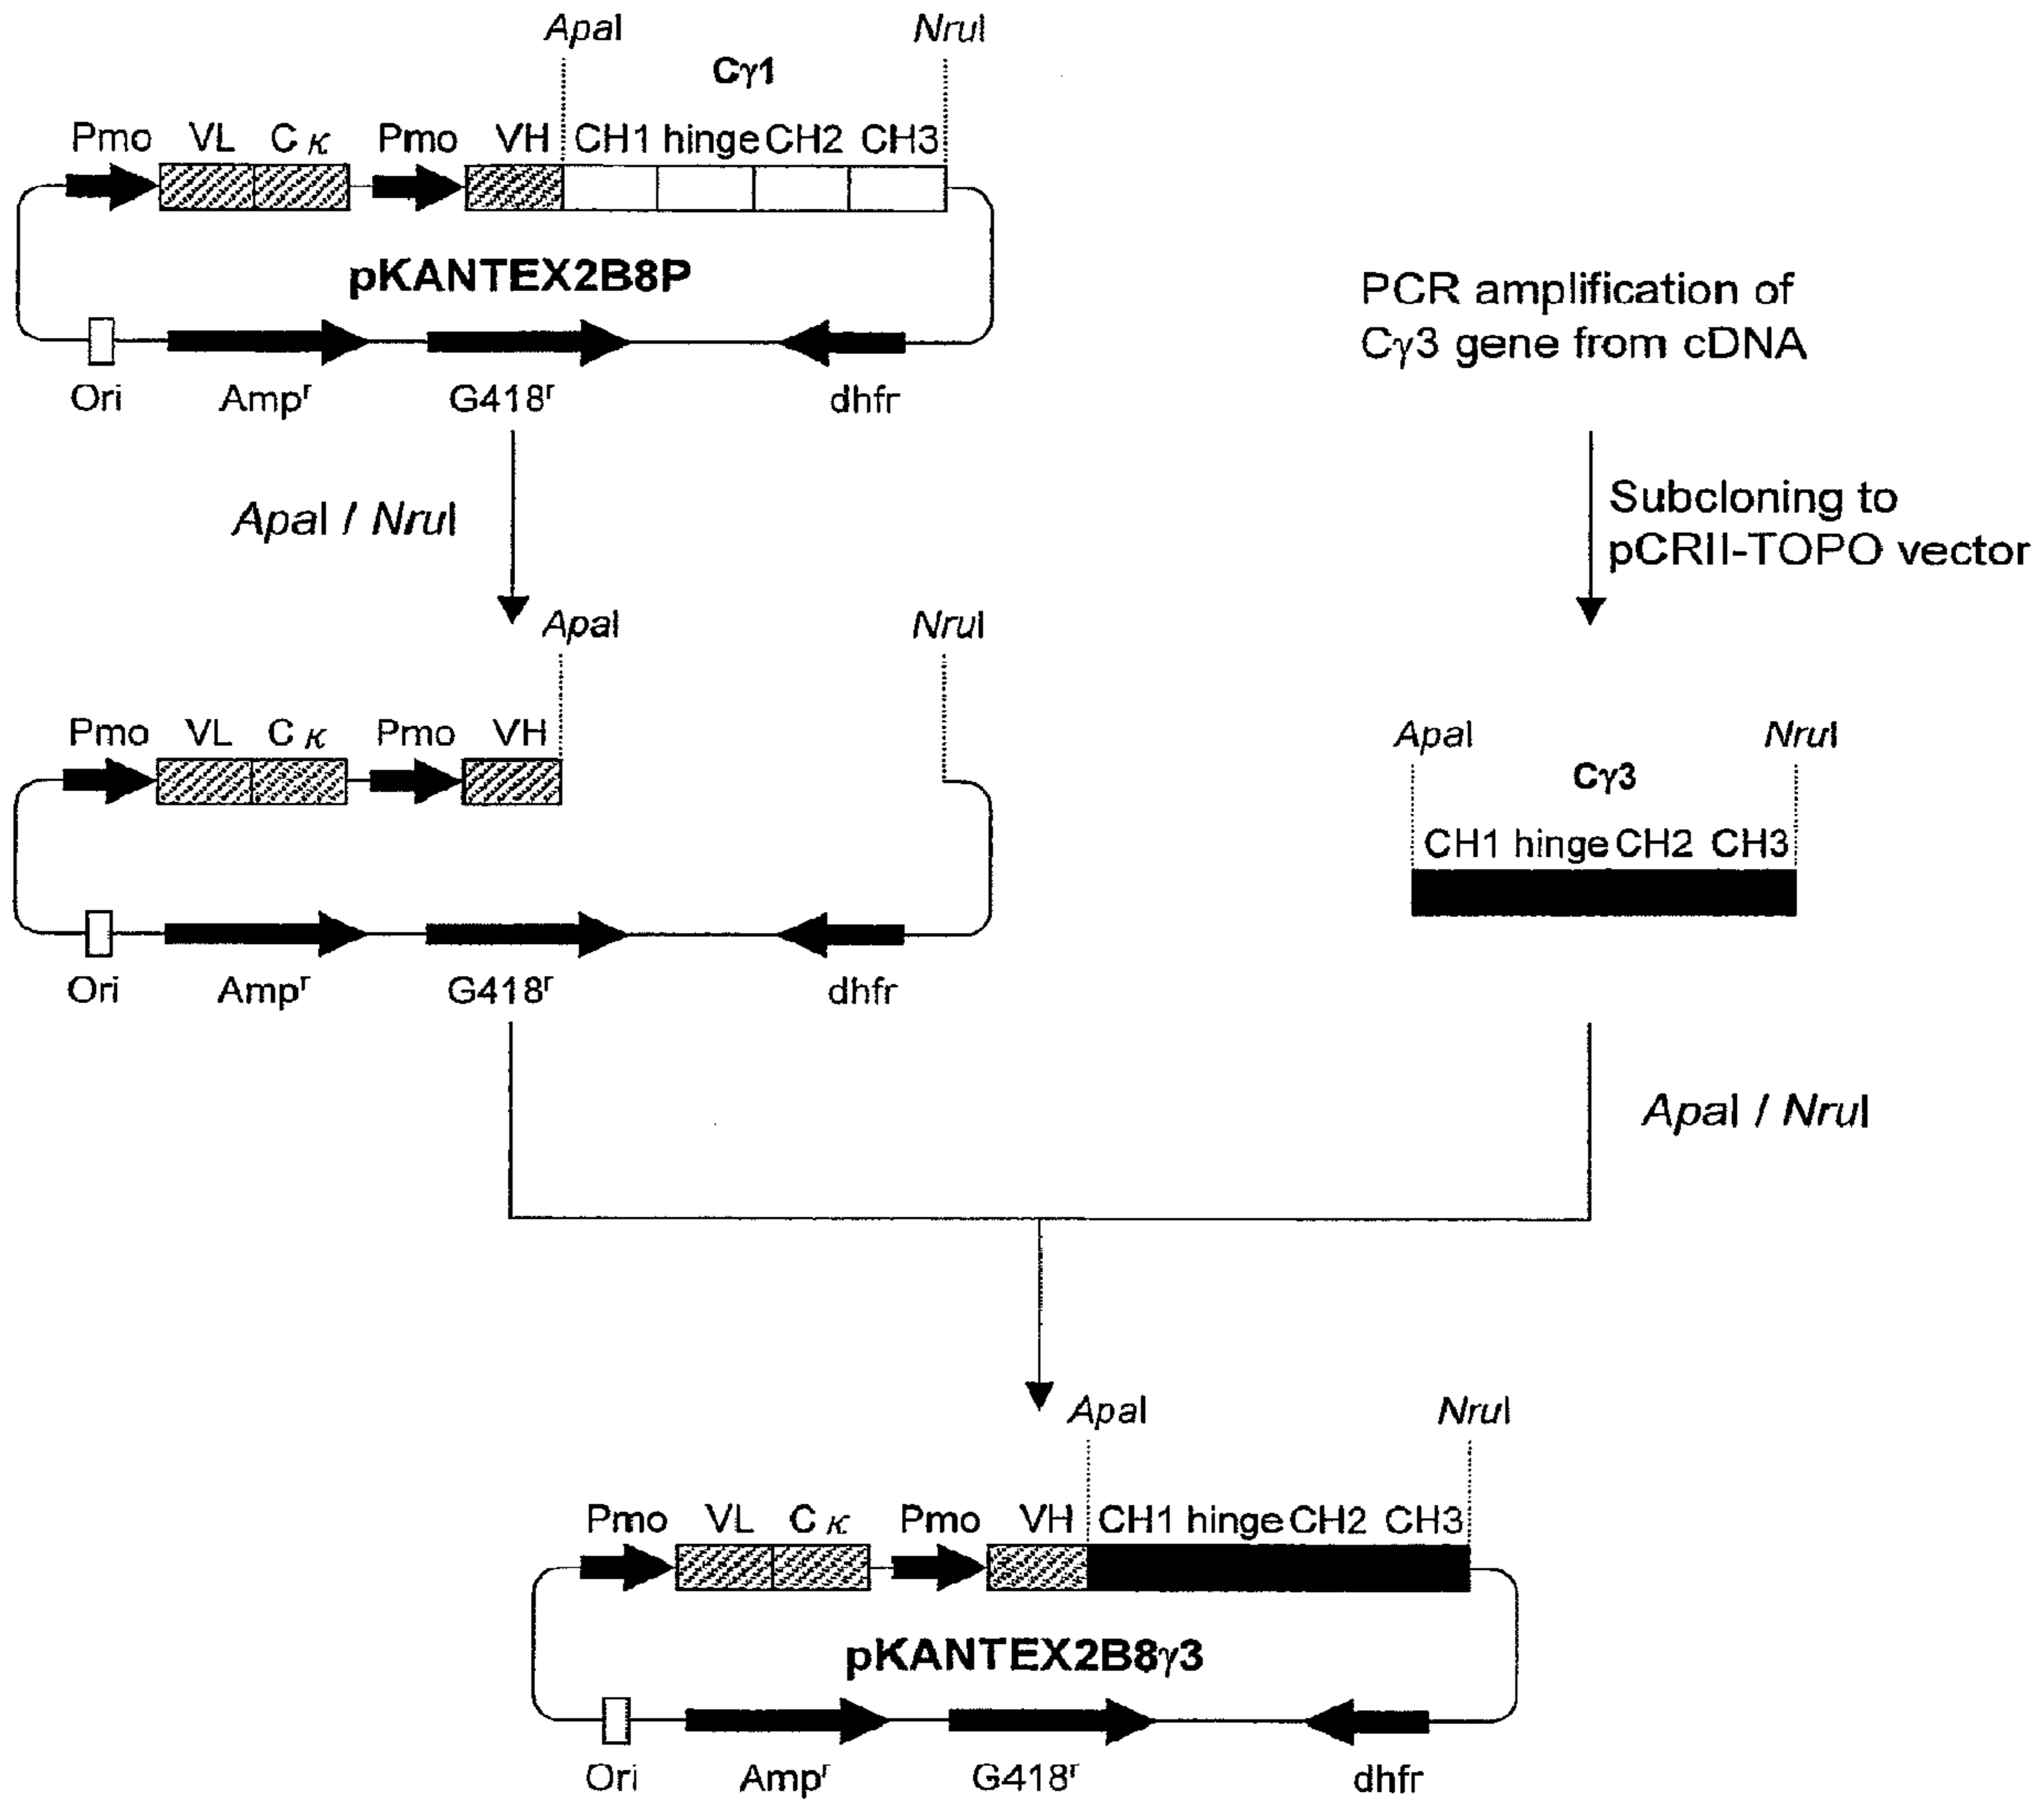 ApaI NruI
Cγ1
Pmo VL Cκ Pmo VH CH1 hinge CH2 CH3
pKANTEX2B8P
Ori Ampʳ G418ʳ dhfr
PCR amplification of
Cγ3 gene from cDNA
ApaI / NruI
Subcloning to
pCRII-TOPO vector
ApaI NruI
Pmo VL Cκ Pmo VH
Ori Ampʳ G418ʳ dhfr
ApaI NruI
Cγ3
CH1 hinge CH2 CH3
ApaI / NruI
ApaI NruI
Pmo VL Cκ Pmo VH CH1 hinge CH2 CH3
pKANTEX2B8γ3
Ori Ampʳ G418ʳ dhfr